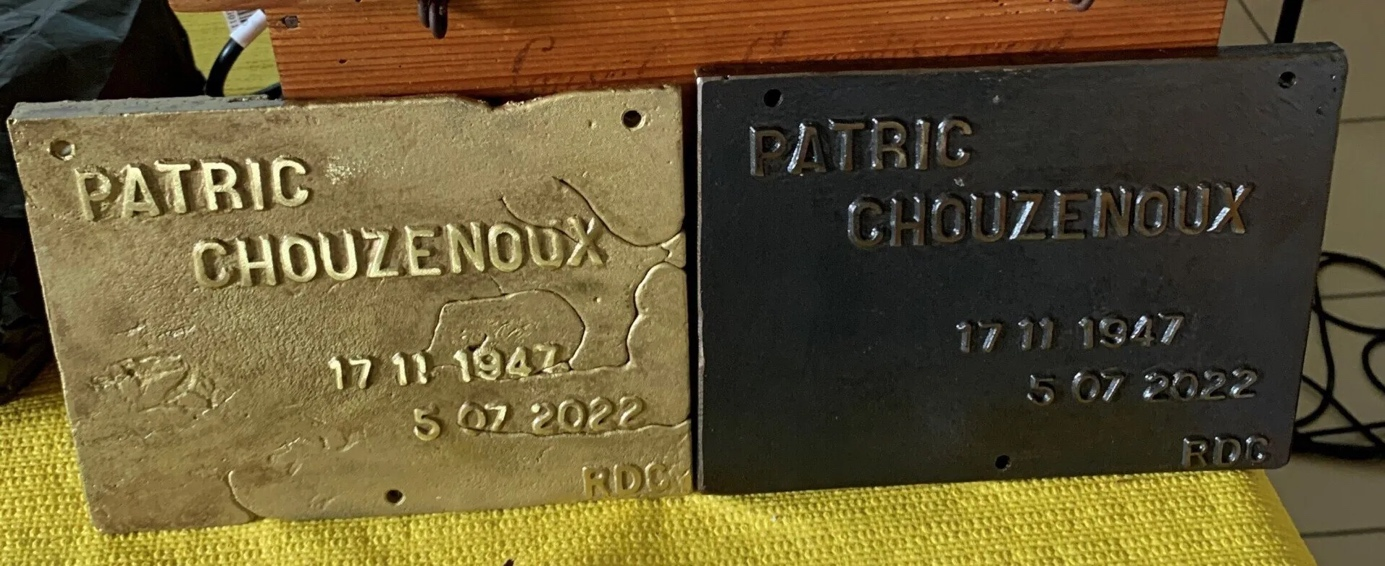 PATRIC
CHOUZENOUX
17 11 1947
5 07 2022
RDC
PATRIC
CHOUZENOUX
17 11 1947
5 07 2022
RDC